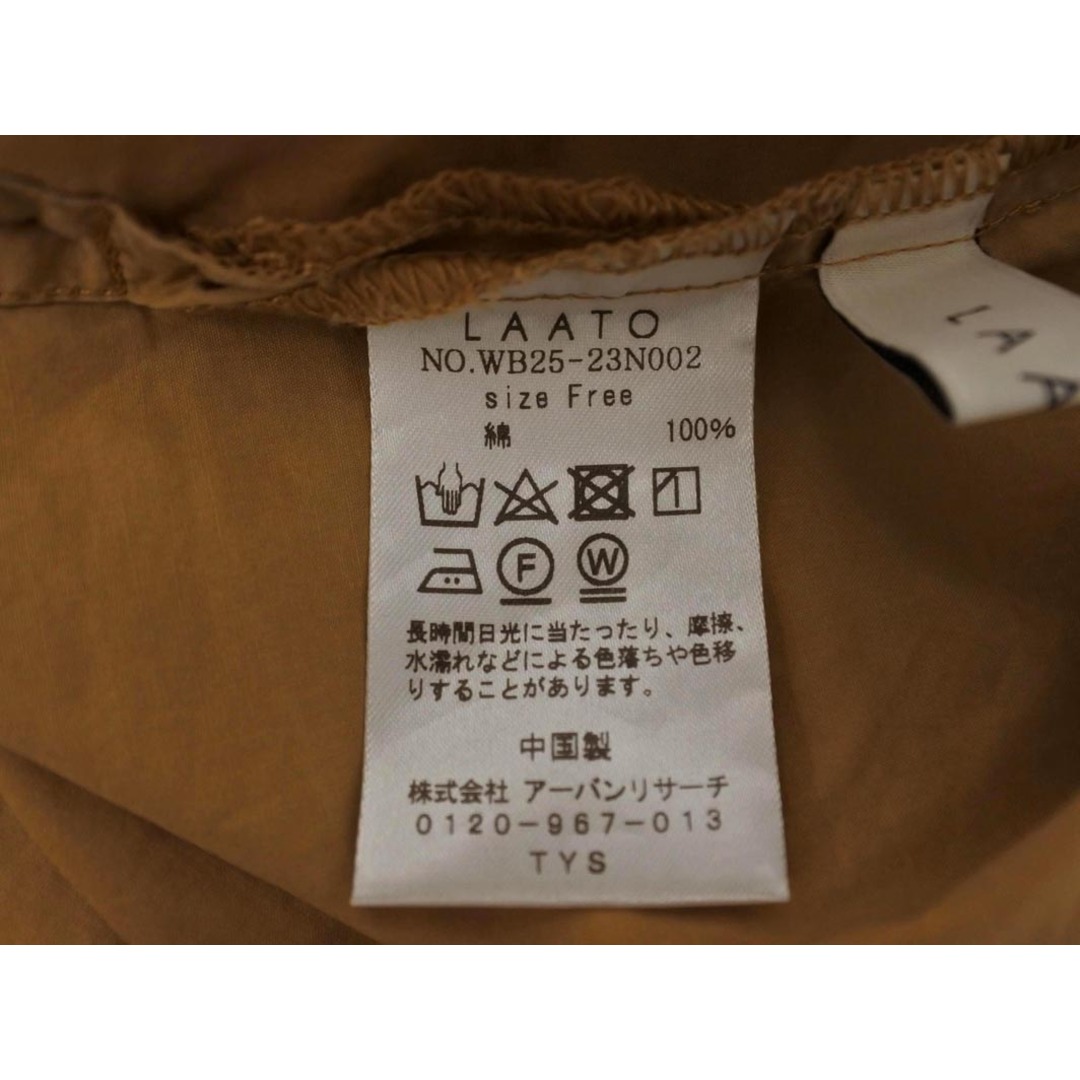 LAATO
NO.WB25-23N002
size Free
綿 100%
F W
長時間日光に当たったり、摩擦、
水濡れなどによる色落ちや色移
りすることがあります。
中国製
株式会社 アーバンリサーチ
0120-967-013
TYS
L A A